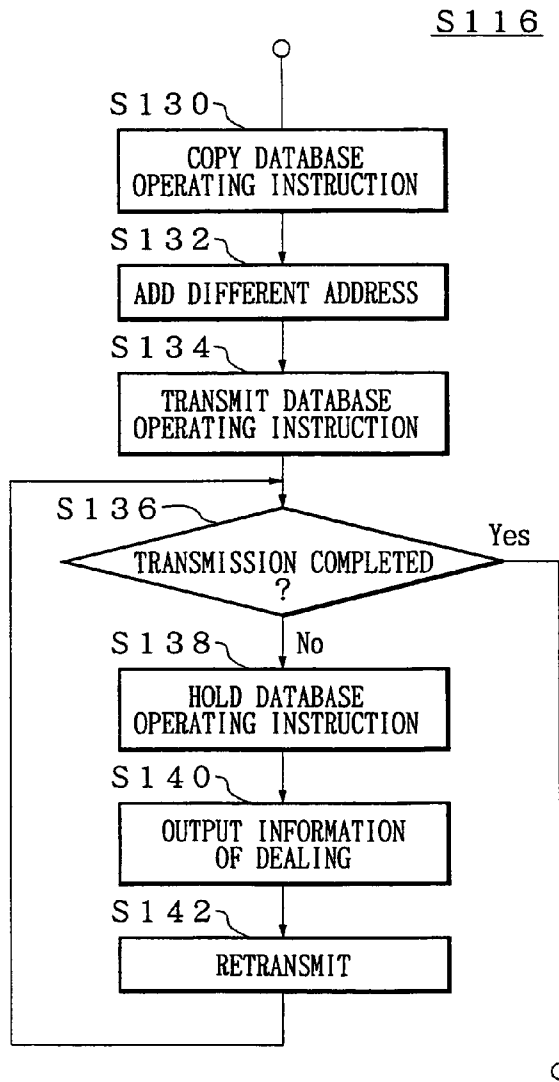 S116
S130
COPY DATABASE
OPERATING INSTRUCTION
S132
ADD DIFFERENT ADDRESS
S134
TRANSMIT DATABASE
OPERATING INSTRUCTION
S136
Yes
TRANSMISSION COMPLETED
?
No
S138
HOLD DATABASE
OPERATING INSTRUCTION
S140
OUTPUT INFORMATION
OF DEALING
S142
RETRANSMIT